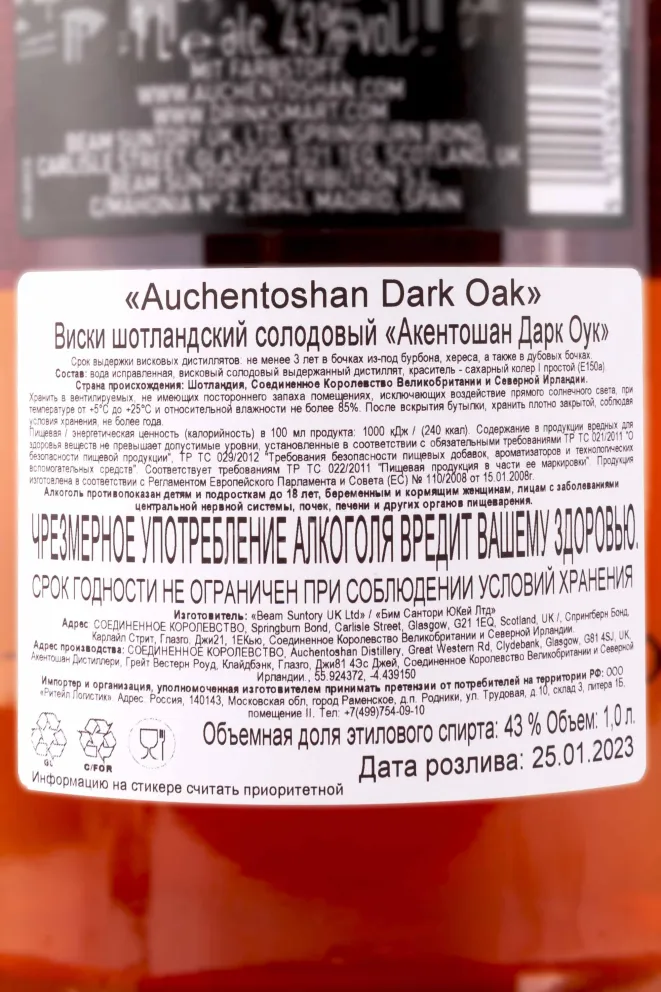 alc. 43% vol
MIT FARBSTOFF
WWW.AUCHENTOSHAN.COM
WWW.DRINKSMART.COM
BEAM SUNTORY UK LTD, SPRINGBURN BOND,
CARLISLE STREET, GLASGOW G21 1EQ, SCOTLAND, UK
BEAM SUNTORY DISTRIBUTION S.L.
C/MAHONIA Nº 2, 28043, MADRID, SPAIN
«Auchentoshan Dark Oak»
Виски шотландский солодовый «Акентошан Дарк Оук»
Срок выдержки висковых дистиллятов: не менее 3 лет в бочках из-под бурбона, хереса, а также в дубовых бочках.
Состав: вода исправленная, висковый солодовый выдержанный дистиллят, краситель - сахарный колер I простой (Е150а).
Страна происхождения: Шотландия, Соединенное Королевство Великобритании и Северной Ирландии.
Хранить в вентилируемых, не имеющих постороннего запаха помещениях, исключающих воздействие прямого солнечного света, при
температуре от +5°С до +25°С и относительной влажности не более 85%. После вскрытия бутылки, хранить плотно закрытой, соблюдая
условия хранения, не более года.
Пищевая / энергетическая ценность (калорийность) в 100 мл продукта: 1000 кДж / (240 ккал). Содержание в продукции вредных для
здоровья веществ не превышает допустимые уровни, установленные в соответствии с обязательными требованиями ТР ТС 021/2011 "О
безопасности пищевой продукции", ТР ТС 029/2012 "Требования безопасности пищевых добавок, ароматизаторов и технологических
вспомогательных средств". Соответствует требованиям ТР ТС 022/2011 "Пищевая продукция в части ее маркировки". Продукция
изготовлена в соответствии с Регламентом Европейского Парламента и Совета (ЕС) № 110/2008 от 15.01.2008г.
Алкоголь противопоказан детям и подросткам до 18 лет, беременным и кормящим женщинам, лицам с заболеваниями
центральной нервной системы, почек, печени и других органов пищеварения.
ЧРЕЗМЕРНОЕ УПОТРЕБЛЕНИЕ АЛКОГОЛЯ ВРЕДИТ ВАШЕМУ ЗДОРОВЬЮ.
СРОК ГОДНОСТИ НЕ ОГРАНИЧЕН ПРИ СОБЛЮДЕНИИ УСЛОВИЙ ХРАНЕНИЯ
Изготовитель: «Beam Suntory UK Ltd» / «Бим Сантори ЮКей Лтд»
Адрес: СОЕДИНЕННОЕ КОРОЛЕВСТВО, Springburn Bond, Carlisle Street, Glasgow, G21 1EQ, Scotland, UK /, Спрингберн Бонд,
Карлайл Стрит, Глазго, Джи21, 1ЕКью, Соединенное Королевство Великобритании и Северной Ирландии.
Адрес производства: СОЕДИНЕННОЕ КОРОЛЕВСТВО, Auchentoshan Distillery, Great Western Rd, Clydebank, Glasgow, G81 4SJ, UK,
Акентошан Дистиллери, Грейт Вестерн Роуд, Клайдбэнк, Глазго, Джи81 4Эс Джей, Соединенное Королевство Великобритании и Северной
Ирландии., 55.924372, -4.439150
Импортер и организация, уполномоченная изготовителем принимать претензии от потребителей на территории РФ: ООО
«Ритейл Логистик». Адрес: Россия, 140143, Московская обл, город Раменское, д.п. Родники, ул. Трудовая, д.10, склад 3, литера 1Б,
помещение II. Тел: +7(499)754-09-10
Объемная доля этилового спирта: 43 % Объем: 1,0 л.
GL
C/FOR
Дата розлива: 25.01.2023
Информацию на стикере считать приоритетной